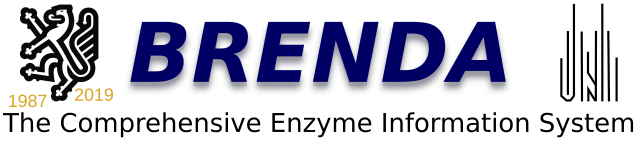 BRENDA
1987 2019
The Comprehensive Enzyme Information System